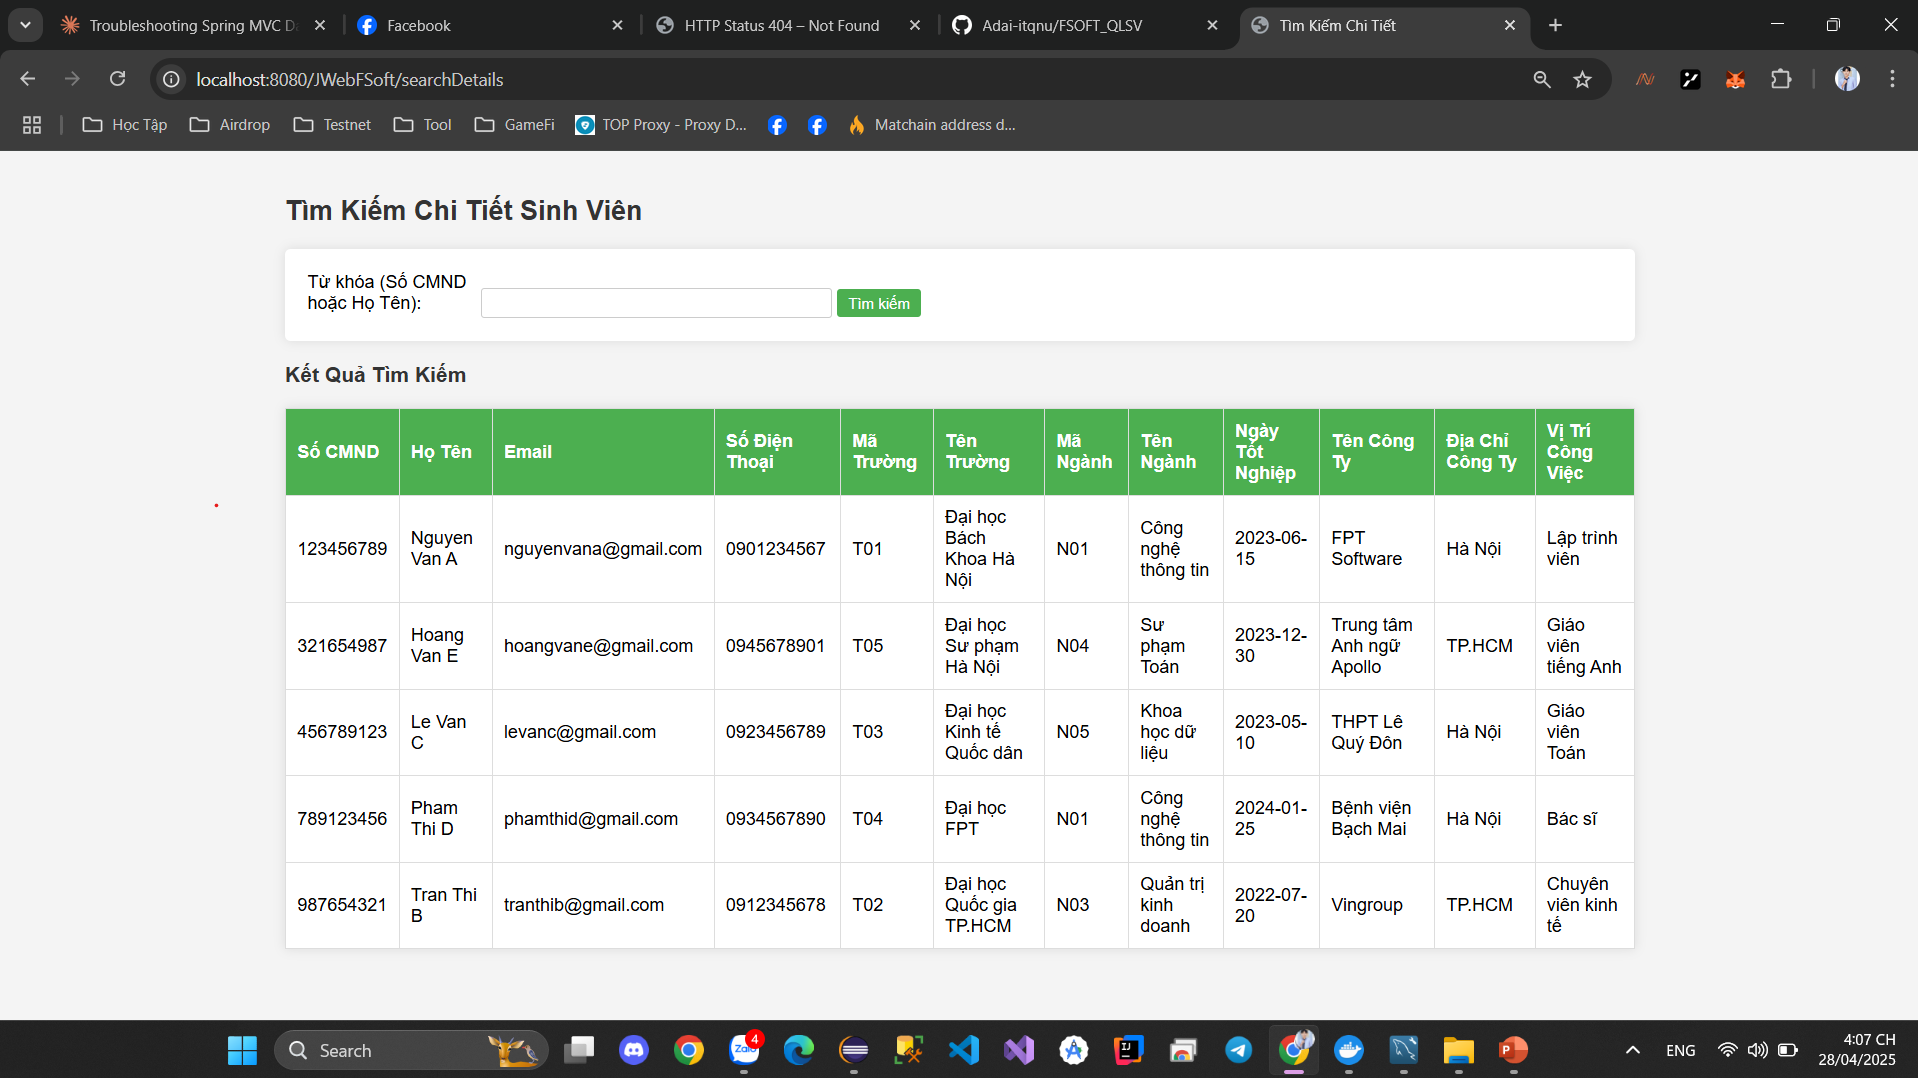 Troubleshooting Spring MVC Da
Facebook
HTTP Status 404 – Not Found
Adai-itqnu/FSOFT_QLSV
Tìm Kiếm Chi Tiết
localhost:8080/JWebFSoft/searchDetails
Học Tập
Airdrop
Testnet
Tool
GameFi
TOP Proxy - Proxy D...
Matchain address d...
Tìm Kiếm Chi Tiết Sinh Viên
Từ khóa (Số CMND
hoặc Họ Tên):
Tìm kiếm
Kết Quả Tìm Kiếm
Số CMND
Họ Tên
Email
Số Điện
Thoại
Mã
Trường
Tên
Trường
Mã
Ngành
Tên
Ngành
Ngày
Tốt
Nghiệp
Tên Công
Ty
Địa Chỉ
Công Ty
Vị Trí
Công
Việc
123456789
Nguyen
Van A
nguyenvana@gmail.com
0901234567
T01
Đại học
Bách
Khoa Hà
Nội
N01
Công
nghệ
thông tin
2023-06-
15
FPT
Software
Hà Nội
Lập trình
viên
321654987
Hoang
Van E
hoangvane@gmail.com
0945678901
T05
Đại học
Sư phạm
Hà Nội
N04
Sư
phạm
Toán
2023-12-
30
Trung tâm
Anh ngữ
Apollo
TP.HCM
Giáo
viên
tiếng Anh
456789123
Le Van
C
levanc@gmail.com
0923456789
T03
Đại học
Kinh tế
Quốc dân
N05
Khoa
học dữ
liệu
2023-05-
10
THPT Lê
Quý Đôn
Hà Nội
Giáo
viên
Toán
789123456
Pham
Thi D
phamthid@gmail.com
0934567890
T04
Đại học
FPT
N01
Công
nghệ
thông tin
2024-01-
25
Bệnh viện
Bạch Mai
Hà Nội
Bác sĩ
987654321
Tran Thi
B
tranthib@gmail.com
0912345678
T02
Đại học
Quốc gia
TP.HCM
N03
Quản trị
kinh
doanh
2022-07-
20
Vingroup
TP.HCM
Chuyên
viên kinh
tế
Search
Zalo
4
ENG
4:07 CH
28/04/2025